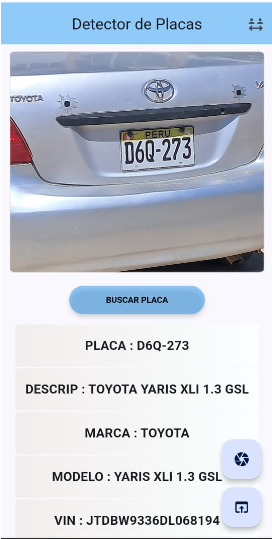 Detector de Placas
TOYOTA
PERU
D6Q-273
BUSCAR PLACA
PLACA : D6Q-273
DESCRIP : TOYOTA YARIS XLI 1.3 GSL
MARCA : TOYOTA
MODELO : YARIS XLI 1.3 GSL
VIN : JTDBW9336DL068194